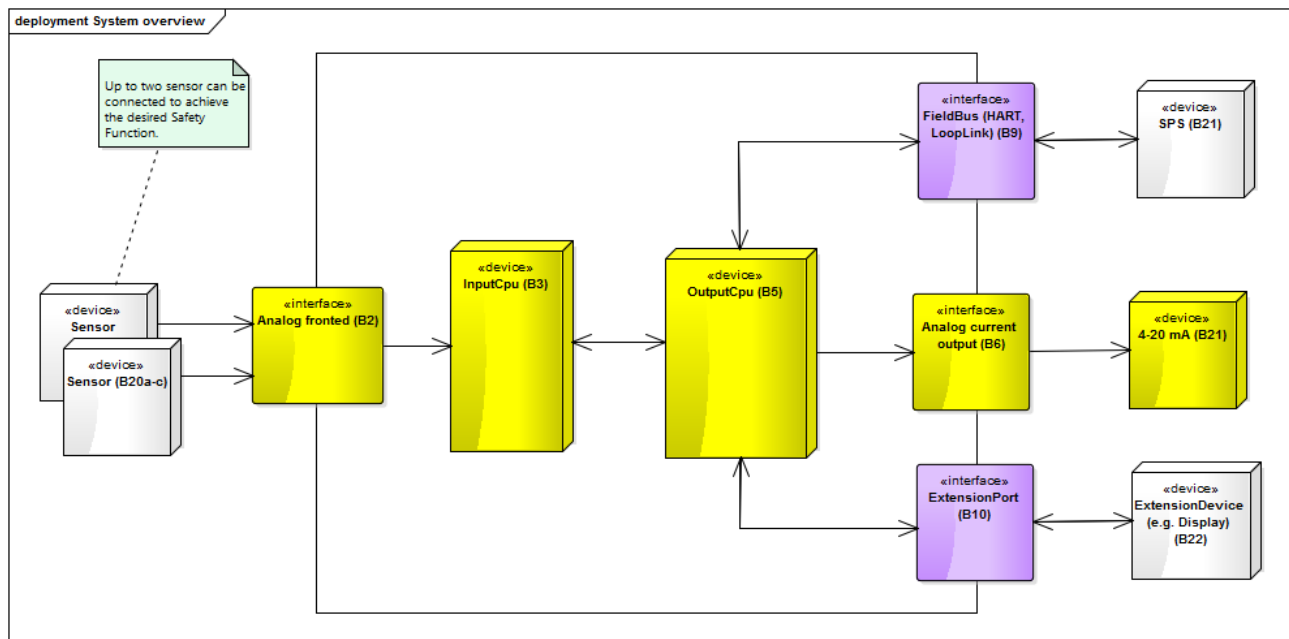 deployment System overview
Up to two sensor can be
connected to achieve
the desired Safety
Function.
«device»
Sensor
«device»
Sensor (B20a-c)
«interface»
Analog fronted (B2)
«device»
InputCpu (B3)
«device»
OutputCpu (B5)
«interface»
FieldBus (HART,
LoopLink) (B9)
«device»
SPS (B21)
«interface»
Analog current
output (B6)
«device»
4-20 mA (B21)
«interface»
ExtensionPort
(B10)
«device»
ExtensionDevice
(e.g. Display)
(B22)